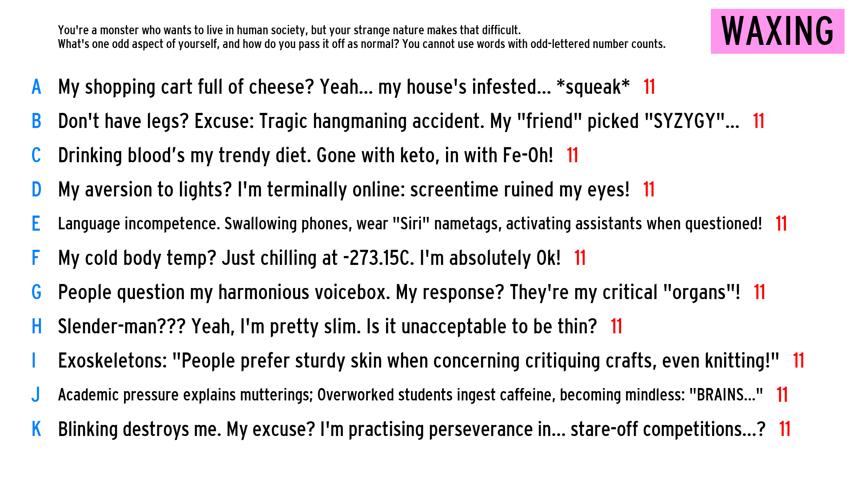 You're a monster who wants to live in human society, but your strange nature makes that difficult.
What's one odd aspect of yourself, and how do you pass it off as normal? You cannot use words with odd-lettered number counts.
WAXING
A My shopping cart full of cheese? Yeah... my house's infested... *squeak* 11
B Don't have legs? Excuse: Tragic hangmaning accident. My "friend" picked "SYZYGY"... 11
C Drinking blood's my trendy diet. Gone with keto, in with Fe-Oh! 11
D My aversion to lights? I'm terminally online: screentime ruined my eyes! 11
E Language incompetence. Swallowing phones, wear "Siri" nametags, activating assistants when questioned! 11
F My cold body temp? Just chilling at -273.15C. I'm absolutely 0k! 11
G People question my harmonious voicebox. My response? They're my critical "organs"! 11
H Slender-man??? Yeah, I'm pretty slim. Is it unacceptable to be thin? 11
I Exoskeletons: "People prefer sturdy skin when concerning critiquing crafts, even knitting!" 11
J Academic pressure explains mutterings; Overworked students ingest caffeine, becoming mindless: "BRAINS..." 11
K Blinking destroys me. My excuse? I'm practising perseverance in... stare-off competitions...? 11